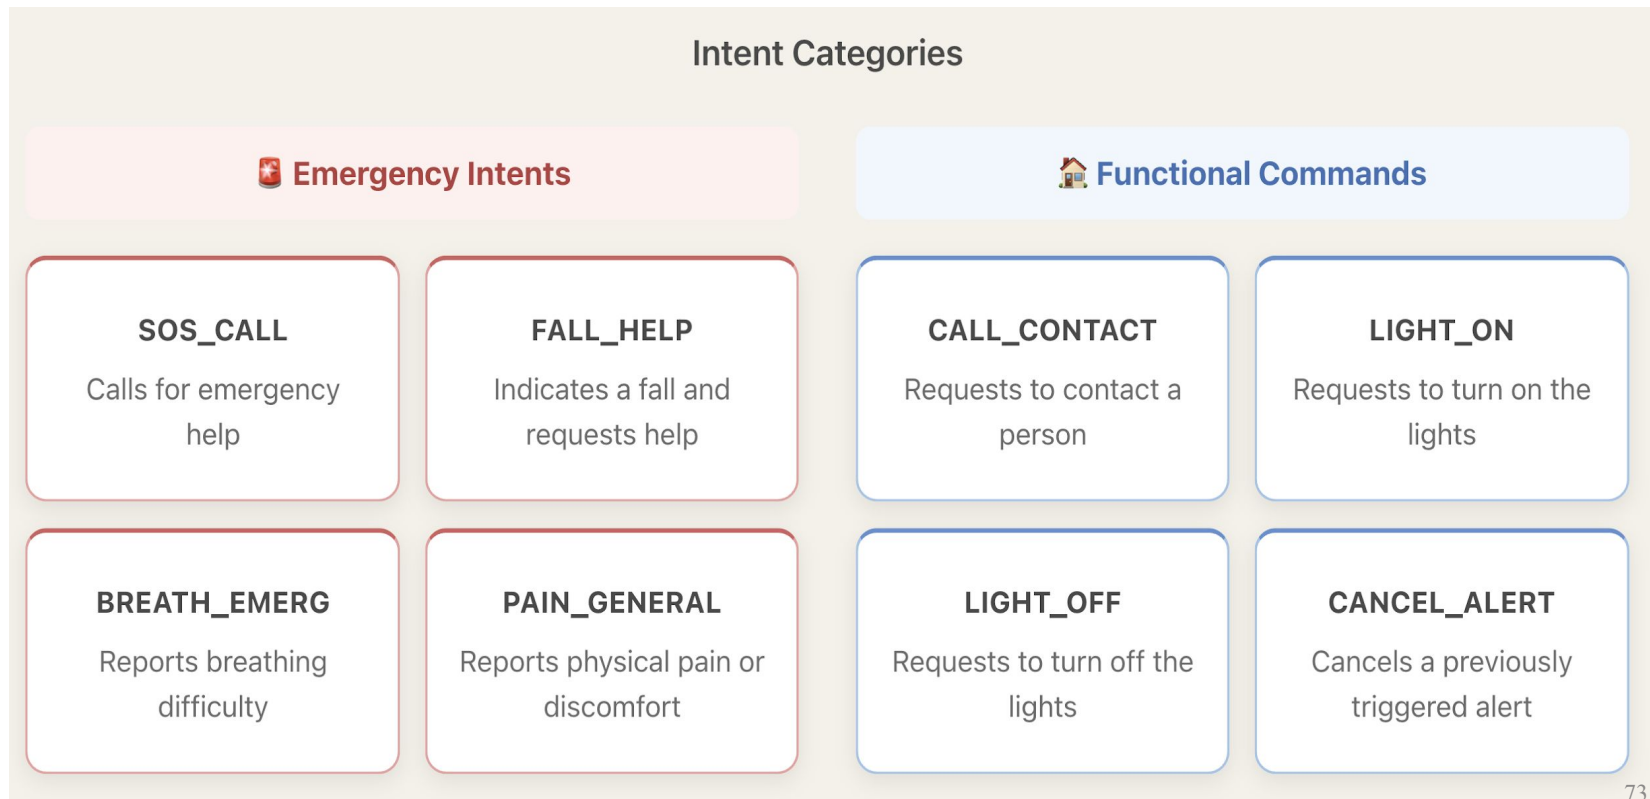 Intent Categories
🚨 Emergency Intents
🏠 Functional Commands
SOS_CALL
Calls for emergency
help
FALL_HELP
Indicates a fall and
requests help
CALL_CONTACT
Requests to contact a
person
LIGHT_ON
Requests to turn on the
lights
BREATH_EMERG
Reports breathing
difficulty
PAIN_GENERAL
Reports physical pain or
discomfort
LIGHT_OFF
Requests to turn off the
lights
CANCEL_ALERT
Cancels a previously
triggered alert
73